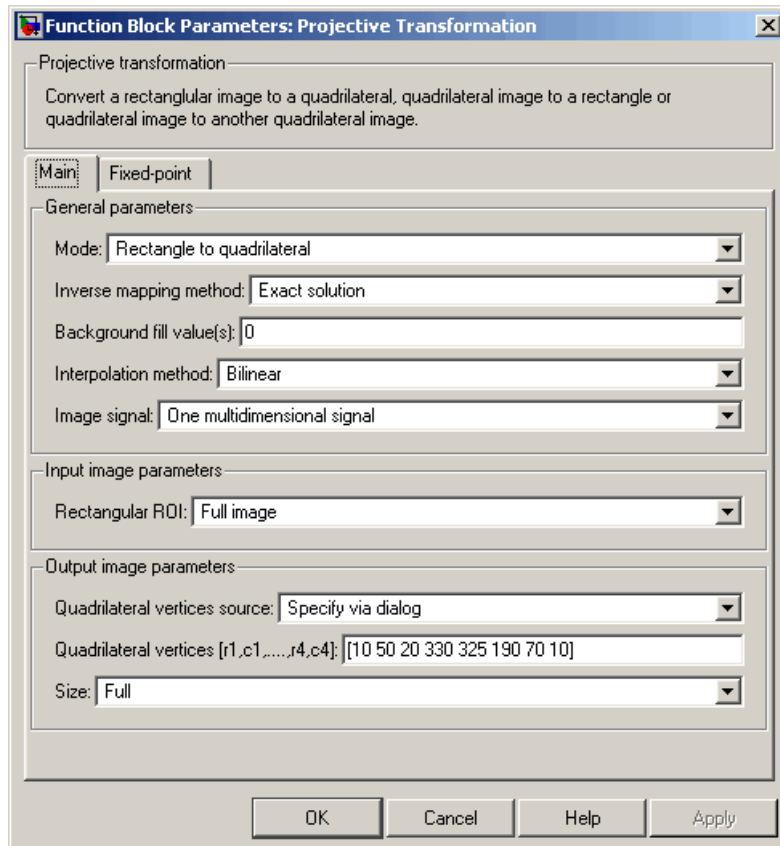 Function Block Parameters: Projective Transformation
Projective transformation
Convert a rectanglular image to a quadrilateral, quadrilateral image to a rectangle or
quadrilateral image to another quadrilateral image.
Main Fixed-point
General parameters
Mode: Rectangle to quadrilateral
Inverse mapping method: Exact solution
Background fill value(s): 0
Interpolation method: Bilinear
Image signal: One multidimensional signal
Input image parameters
Rectangular ROI: Full image
Output image parameters
Quadrilateral vertices source: Specify via dialog
Quadrilateral vertices [r1,c1,....,r4,c4]: [10 50 20 330 325 190 70 10]
Size: Full
OK Cancel Help Apply